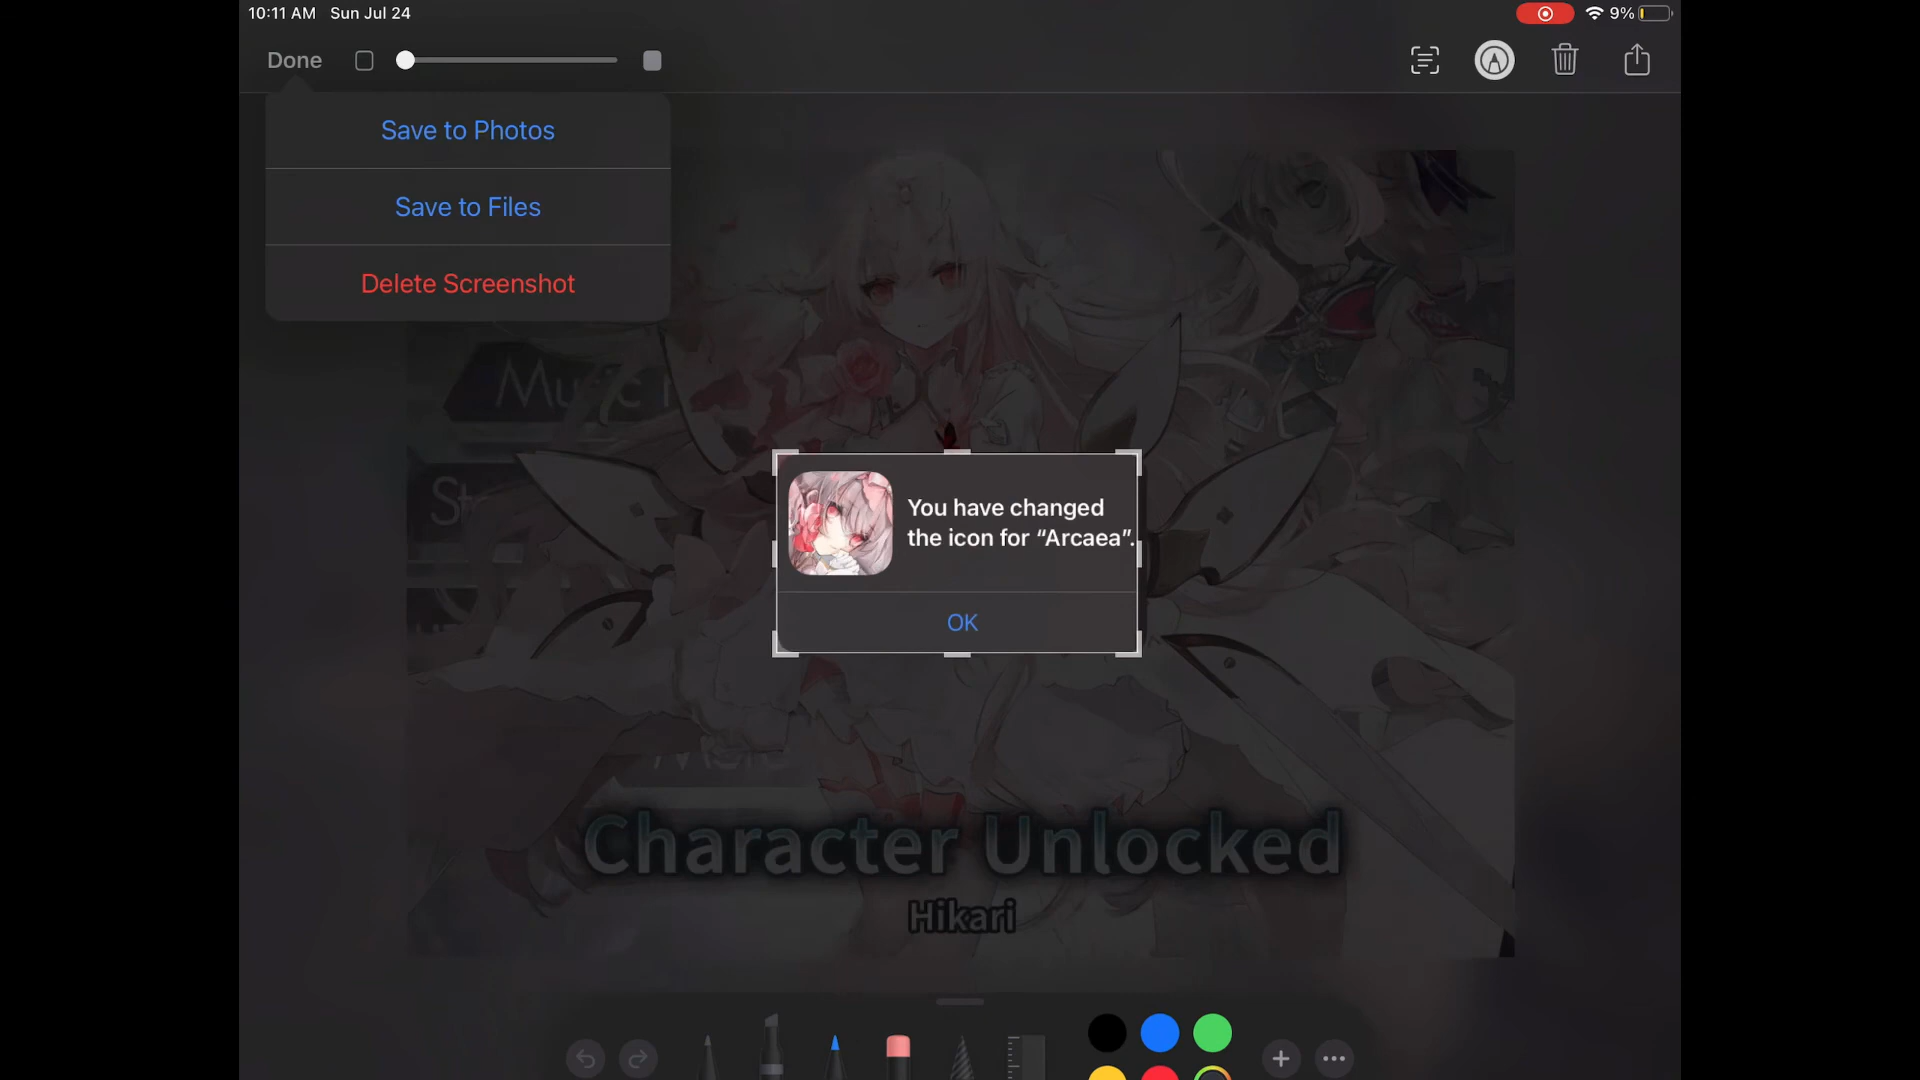 10:11 AM Sun Jul 24
9%
Done
Save to Photos
Save to Files
Delete Screenshot
You have changed
the icon for “Arcaea”.
OK
Character Unlocked
Hikari